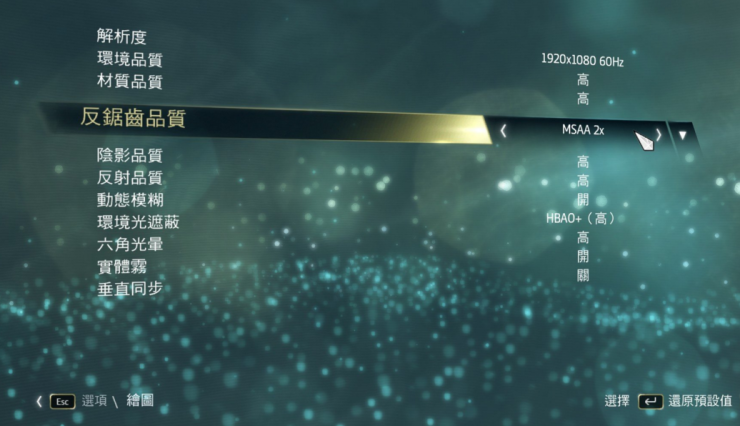 解析度 1920x1080 60Hz
環境品質 高
材質品質 高
反鋸齒品質 MSAA 2x
陰影品質 高
反射品質 高
動態模糊 開
環境光遮蔽 HBAO+（高）
六角光暈 高
實體霧 開
垂直同步 關
Esc 選項 \ 繪圖 選擇 還原預設值